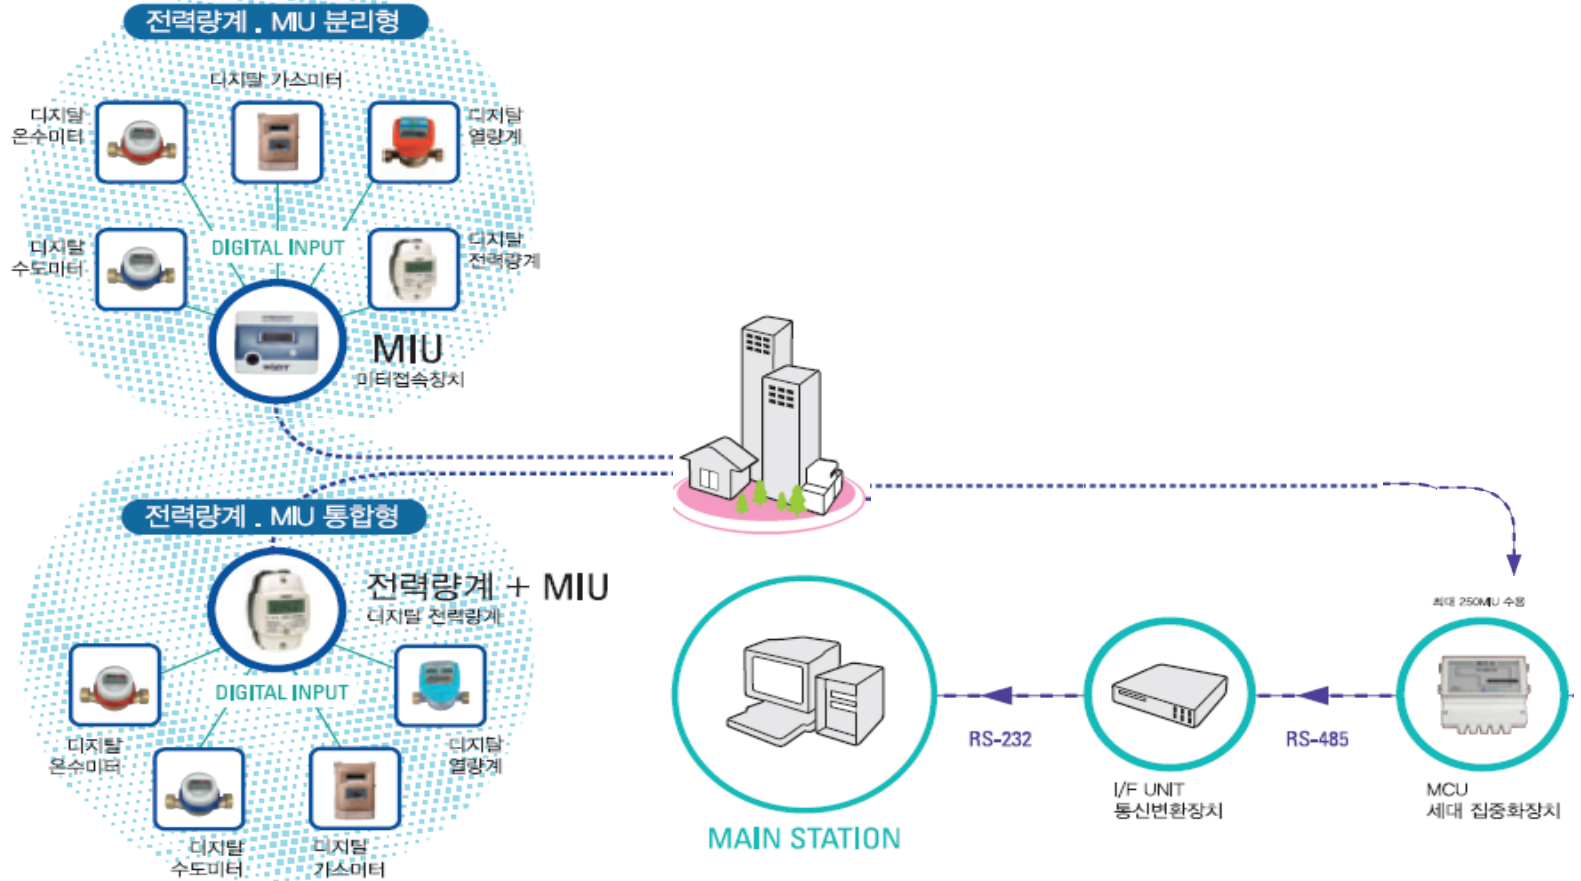 전력량계 . MIU 분리형
디지탈 가스미터
디지탈
온수미터
디지탈
열량계
DIGITAL INPUT
디지탈
수도미터
디지탈
전력량계
MIU
미터접속장치
전력량계 . MIU 통합형
전력량계 + MIU
디지탈 전력량계
DIGITAL INPUT
디지탈
온수미터
디지탈
열량계
디지탈
수도미터
디지탈
가스미터
최대 250MIU 수용
RS-232
RS-485
MAIN STATION
I/F UNIT
통신변환장치
MCU
세대 집중화장치